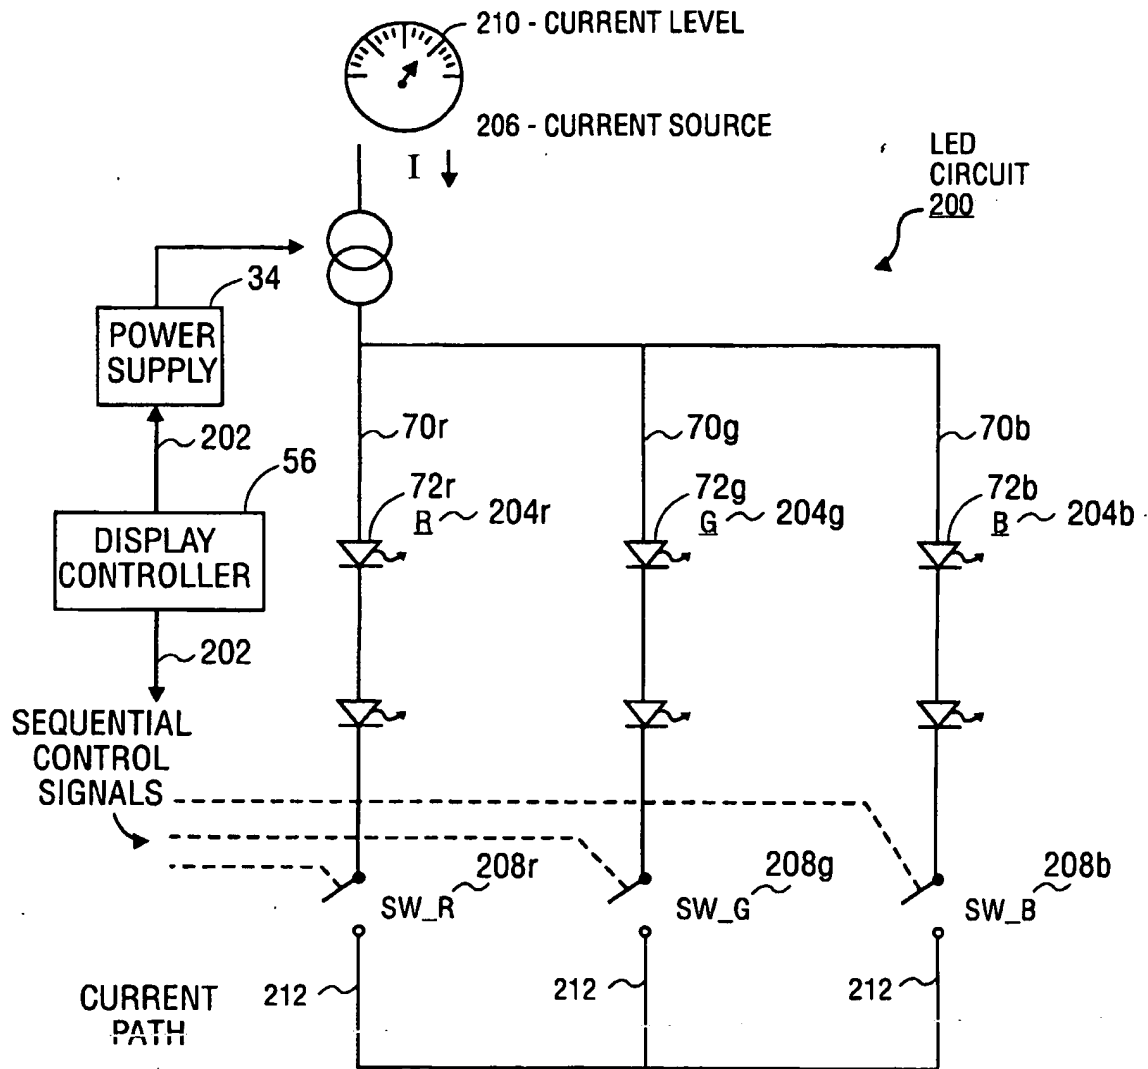 210 - CURRENT LEVEL
206 - CURRENT SOURCE
I
LED
CIRCUIT
200
34
POWER
SUPPLY
202
56
DISPLAY
CONTROLLER
202
SEQUENTIAL
CONTROL
SIGNALS
70r
70g
70b
72r
R
204r
72g
G
204g
72b
B
204b
208r
SW_R
208g
SW_G
208b
SW_B
CURRENT
PATH
212
212
212